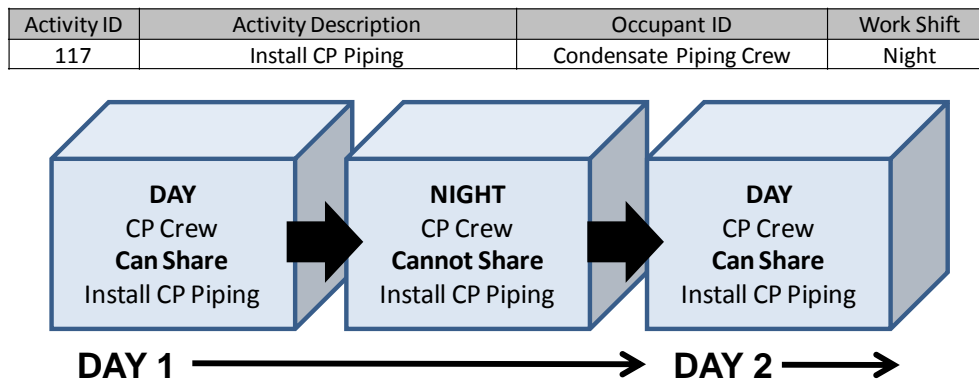 Activity ID Activity Description Occupant ID Work Shift
117 Install CP Piping Condensate Piping Crew Night
DAY
CP Crew
Can Share
Install CP Piping
NIGHT
CP Crew
Cannot Share
Install CP Piping
DAY
CP Crew
Can Share
Install CP Piping
DAY 1 DAY 2